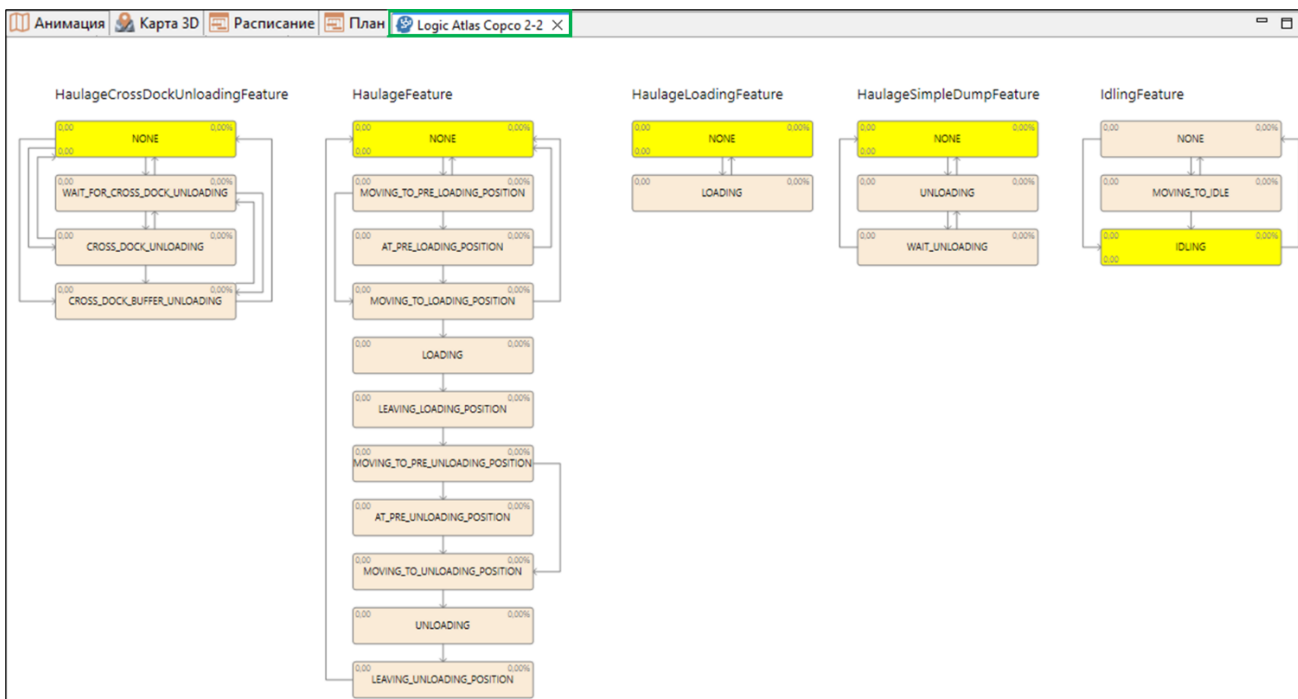 Анимация Карта 3D Расписание План Logic Atlas Copco 2-2
HaulageCrossDockUnloadingFeature
0,00 0,00%
NONE
0,00
0,00 0,00%
WAIT_FOR_CROSS_DOCK_UNLOADING
0,00 0,00%
CROSS_DOCK_UNLOADING
0,00 0,00%
CROSS_DOCK_BUFFER_UNLOADING
HaulageFeature
0,00 0,00%
NONE
0,00
0,00 0,00%
MOVING_TO_PRE_LOADING_POSITION
0,00 0,00%
AT_PRE_LOADING_POSITION
0,00 0,00%
MOVING_TO_LOADING_POSITION
0,00 0,00%
LOADING
0,00 0,00%
LEAVING_LOADING_POSITION
0,00 0,00%
MOVING_TO_PRE_UNLOADING_POSITION
0,00 0,00%
AT_PRE_UNLOADING_POSITION
0,00 0,00%
MOVING_TO_UNLOADING_POSITION
0,00 0,00%
UNLOADING
0,00 0,00%
LEAVING_UNLOADING_POSITION
HaulageLoadingFeature
0,00 0,00%
NONE
0,00
0,00 0,00%
LOADING
HaulageSimpleDumpFeature
0,00 0,00%
NONE
0,00
0,00 0,00%
UNLOADING
0,00 0,00%
WAIT_UNLOADING
IdlingFeature
0,00 0,00%
NONE
0,00 0,00%
MOVING_TO_IDLE
0,00 0,00%
IDLING
0,00